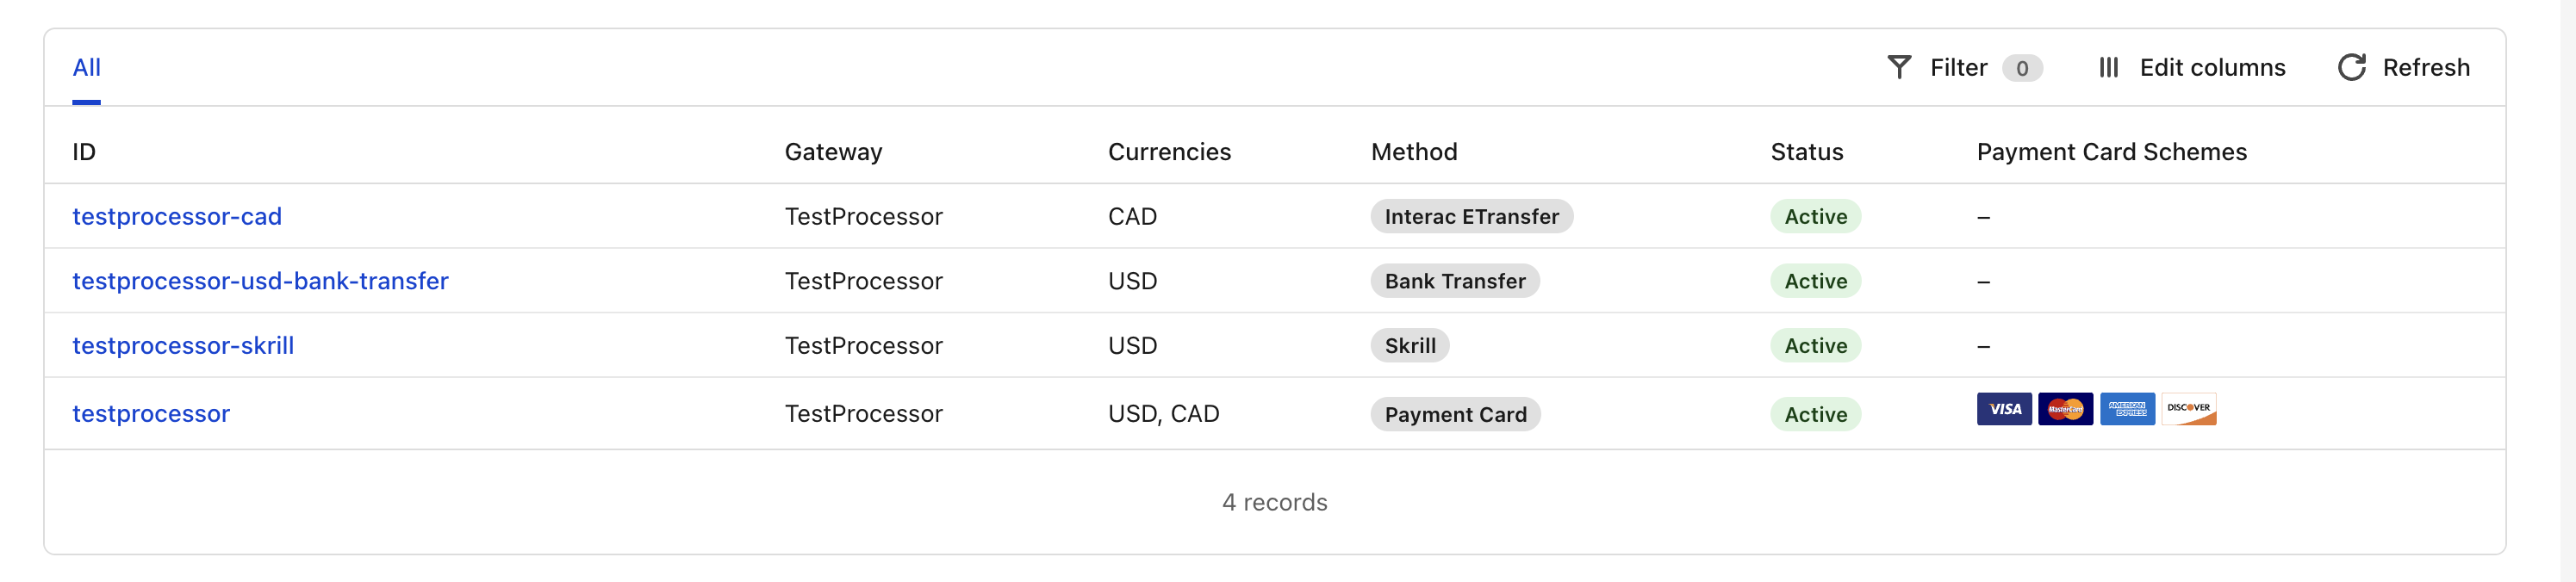 All Filter 0 Edit columns Refresh
ID Gateway Currencies Method Status Payment Card Schemes
testprocessor-cad TestProcessor CAD Interac ETransfer Active –
testprocessor-usd-bank-transfer TestProcessor USD Bank Transfer Active –
testprocessor-skrill TestProcessor USD Skrill Active –
testprocessor TestProcessor USD, CAD Payment Card Active VISA MasterCard AMERICAN EXPRESS DISCOVER
4 records